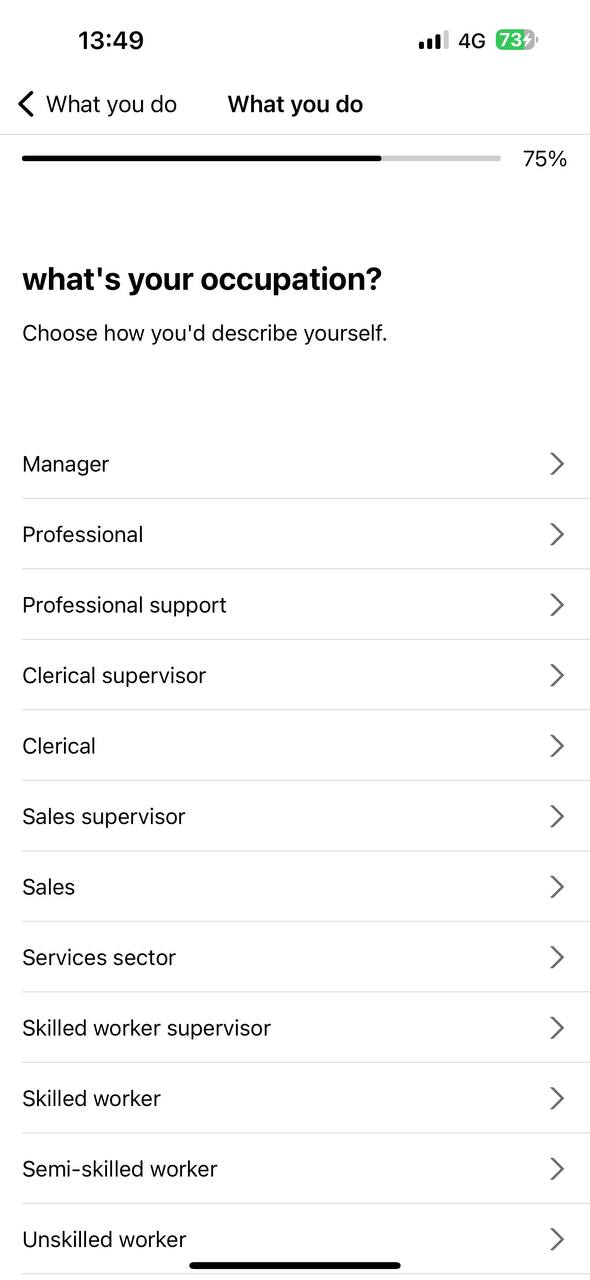 13:49
4G 73
What you do
What you do
75%
what's your occupation?
Choose how you'd describe yourself.
Manager
Professional
Professional support
Clerical supervisor
Clerical
Sales supervisor
Sales
Services sector
Skilled worker supervisor
Skilled worker
Semi-skilled worker
Unskilled worker